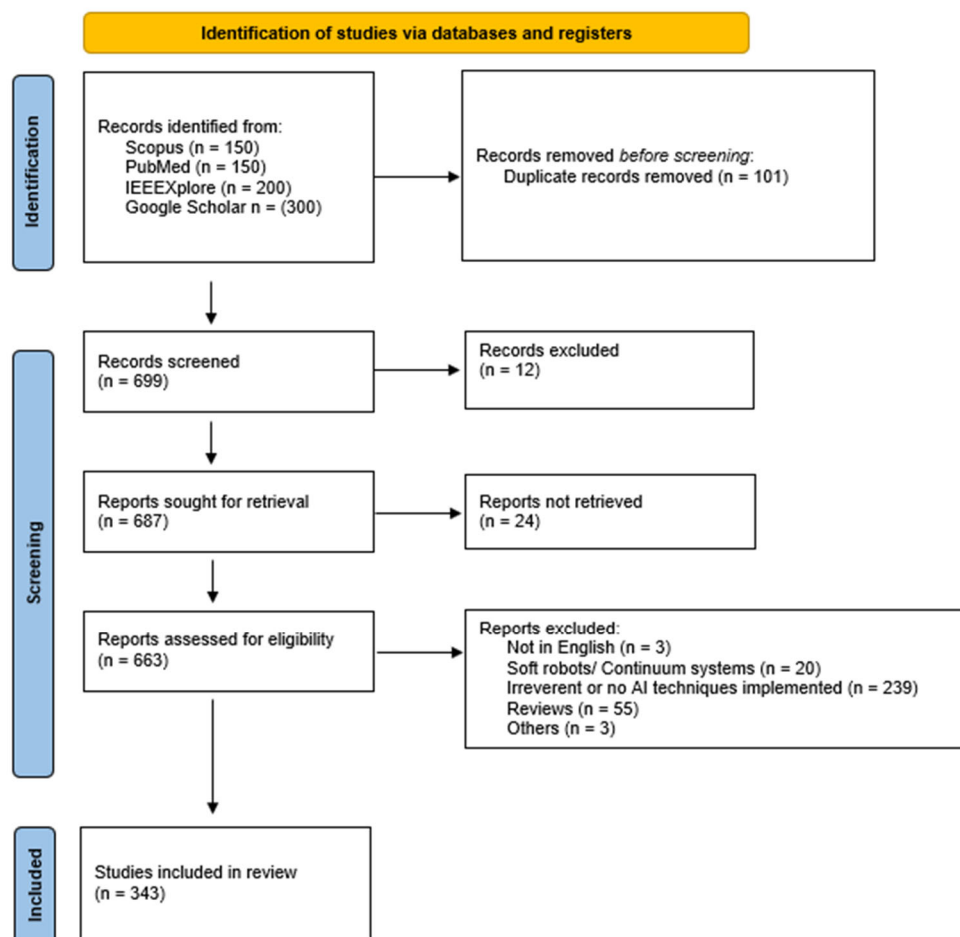 Identification of studies via databases and registers
Identification
Records identified from:
Scopus (n = 150)
PubMed (n = 150)
IEEEXplore (n = 200)
Google Scholar n = (300)
Records removed before screening:
Duplicate records removed (n = 101)
Screening
Records screened
(n = 699)
Records excluded
(n = 12)
Reports sought for retrieval
(n = 687)
Reports not retrieved
(n = 24)
Reports assessed for eligibility
(n = 663)
Reports excluded:
Not in English (n = 3)
Soft robots/ Continuum systems (n = 20)
Irreverent or no AI techniques implemented (n = 239)
Reviews (n = 55)
Others (n = 3)
Included
Studies included in review
(n = 343)